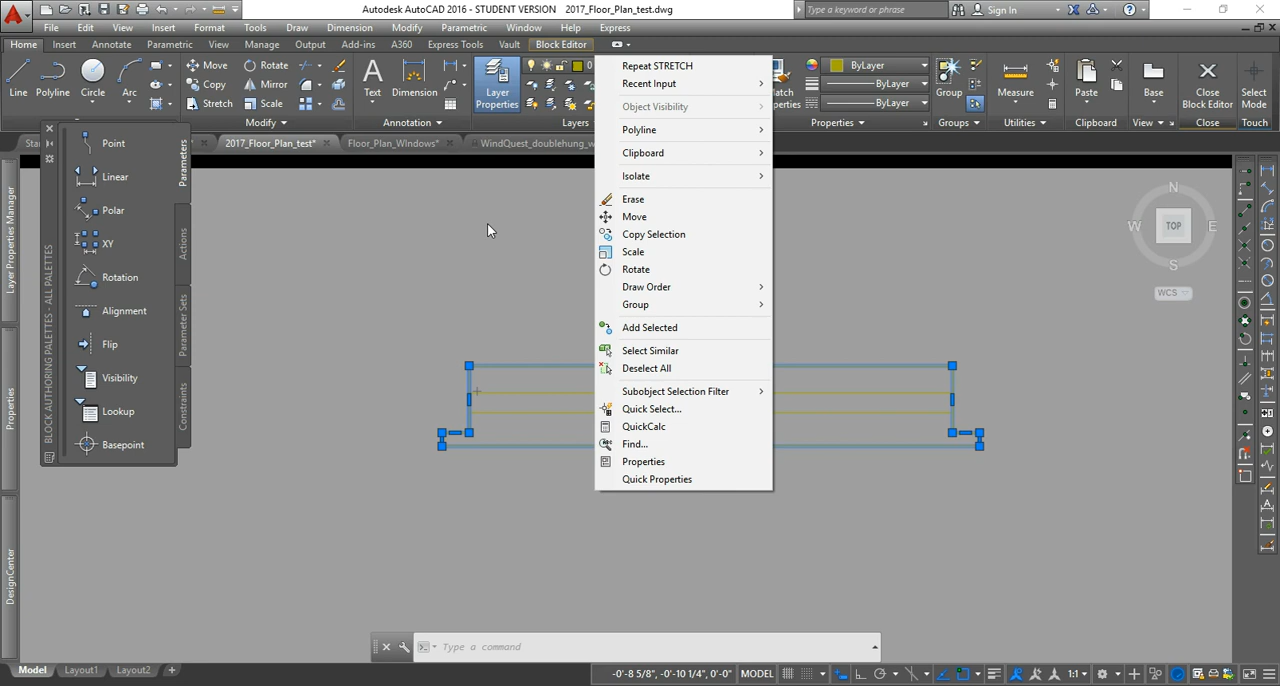 Autodesk AutoCAD 2016 - STUDENT VERSION 2017_Floor_Plan_test.dwg
Type a keyword or phrase
Sign In
File Edit View Insert Format Tools Draw Dimension Modify Parametric Window Help Express
Home Insert Annotate Parametric View Manage Output Add-ins A360 Express Tools Vault Block Editor
Line
Polyline
Circle
Arc
Move
Rotate
Copy
Mirror
Stretch
Scale
Modify
Text
Dimension
Annotation
Layer
Properties
0
Layers
ByLayer
ByLayer
ByLayer
Properties
Group
Groups
Measure
Utilities
Paste
Clipboard
Base
View
Close
Block Editor
Close
Select
Mode
Touch
2017_Floor_Plan_test*
Floor_Plan_WIndows*
WindQuest_doublehung_w
Layer Properties Manager
Properties
DesignCenter
BLOCK AUTHORING PALETTES - ALL PALETTES
Point
Linear
Polar
XY
Rotation
Alignment
Flip
Visibility
Lookup
Basepoint
Parameters
Actions
Parameter Sets
Constraints
Repeat STRETCH
Recent Input
Object Visibility
Polyline
Clipboard
Isolate
Erase
Move
Copy Selection
Scale
Rotate
Draw Order
Group
Add Selected
Select Similar
Deselect All
Subobject Selection Filter
Quick Select...
QuickCalc
Find...
Properties
Quick Properties
N
W TOP E
S
WCS
Type a command
Model Layout1 Layout2 +
-0'-8 5/8", -0'-10 1/4", 0'-0" MODEL
1:1